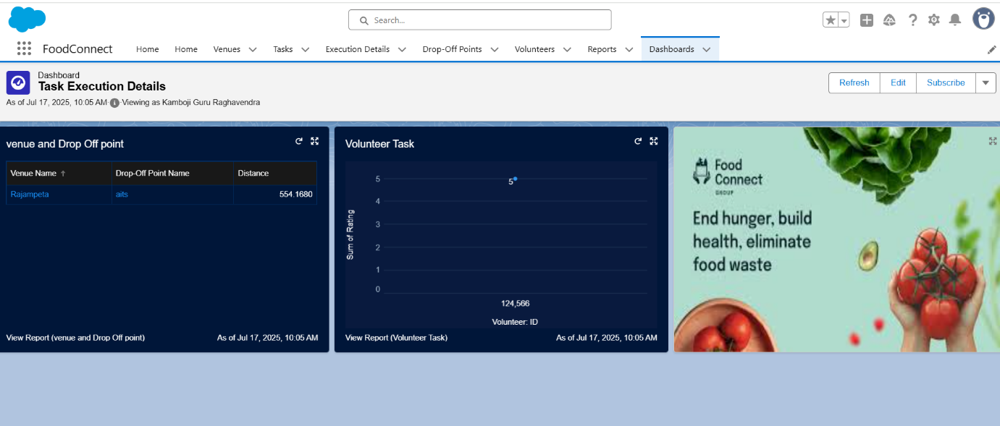 Search...
FoodConnect
Home
Home
Venues
Tasks
Execution Details
Drop-Off Points
Volunteers
Reports
Dashboards
Dashboard
Task Execution Details
As of Jul 17, 2025, 10:05 AM·Viewing as Kamboji Guru Raghavendra
Refresh
Edit
Subscribe
venue and Drop Off point
Venue Name ↑
Drop-Off Point Name
Distance
Rajampeta
aits
554.1680
View Report (venue and Drop Off point)
As of Jul 17, 2025, 10:05 AM
Volunteer Task
Sum of Rating
5
4
3
2
1
0
5
124,566
Volunteer: ID
View Report (Volunteer Task)
As of Jul 17, 2025, 10:05 AM
Food
Connect
GROUP
End hunger, build
health, eliminate
food waste